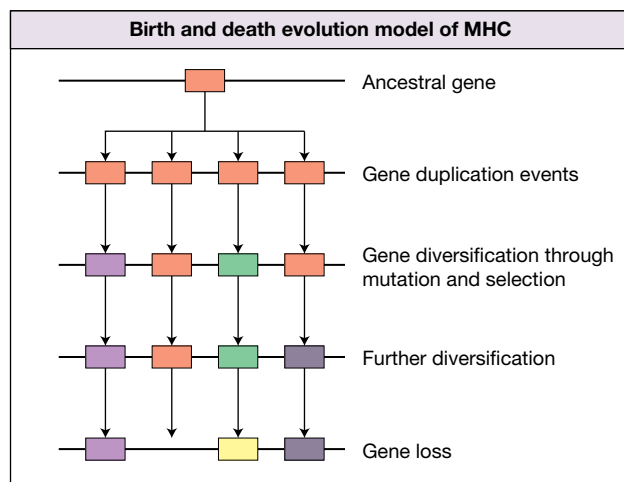 Birth and death evolution model of MHC
Ancestral gene
Gene duplication events
Gene diversification through
mutation and selection
Further diversification
Gene loss